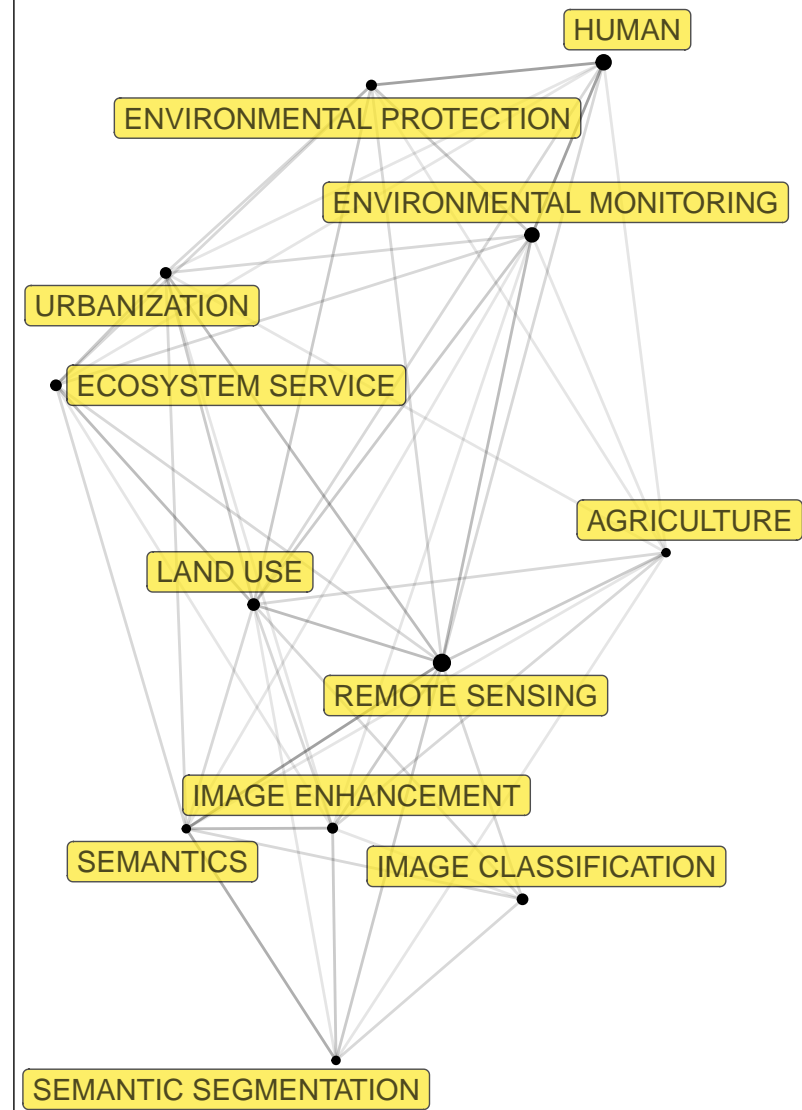 HUMAN
ENVIRONMENTAL PROTECTION
ENVIRONMENTAL MONITORING
URBANIZATION
ECOSYSTEM SERVICE
AGRICULTURE
LAND USE
REMOTE SENSING
IMAGE ENHANCEMENT
SEMANTICS
IMAGE CLASSIFICATION
SEMANTIC SEGMENTATION